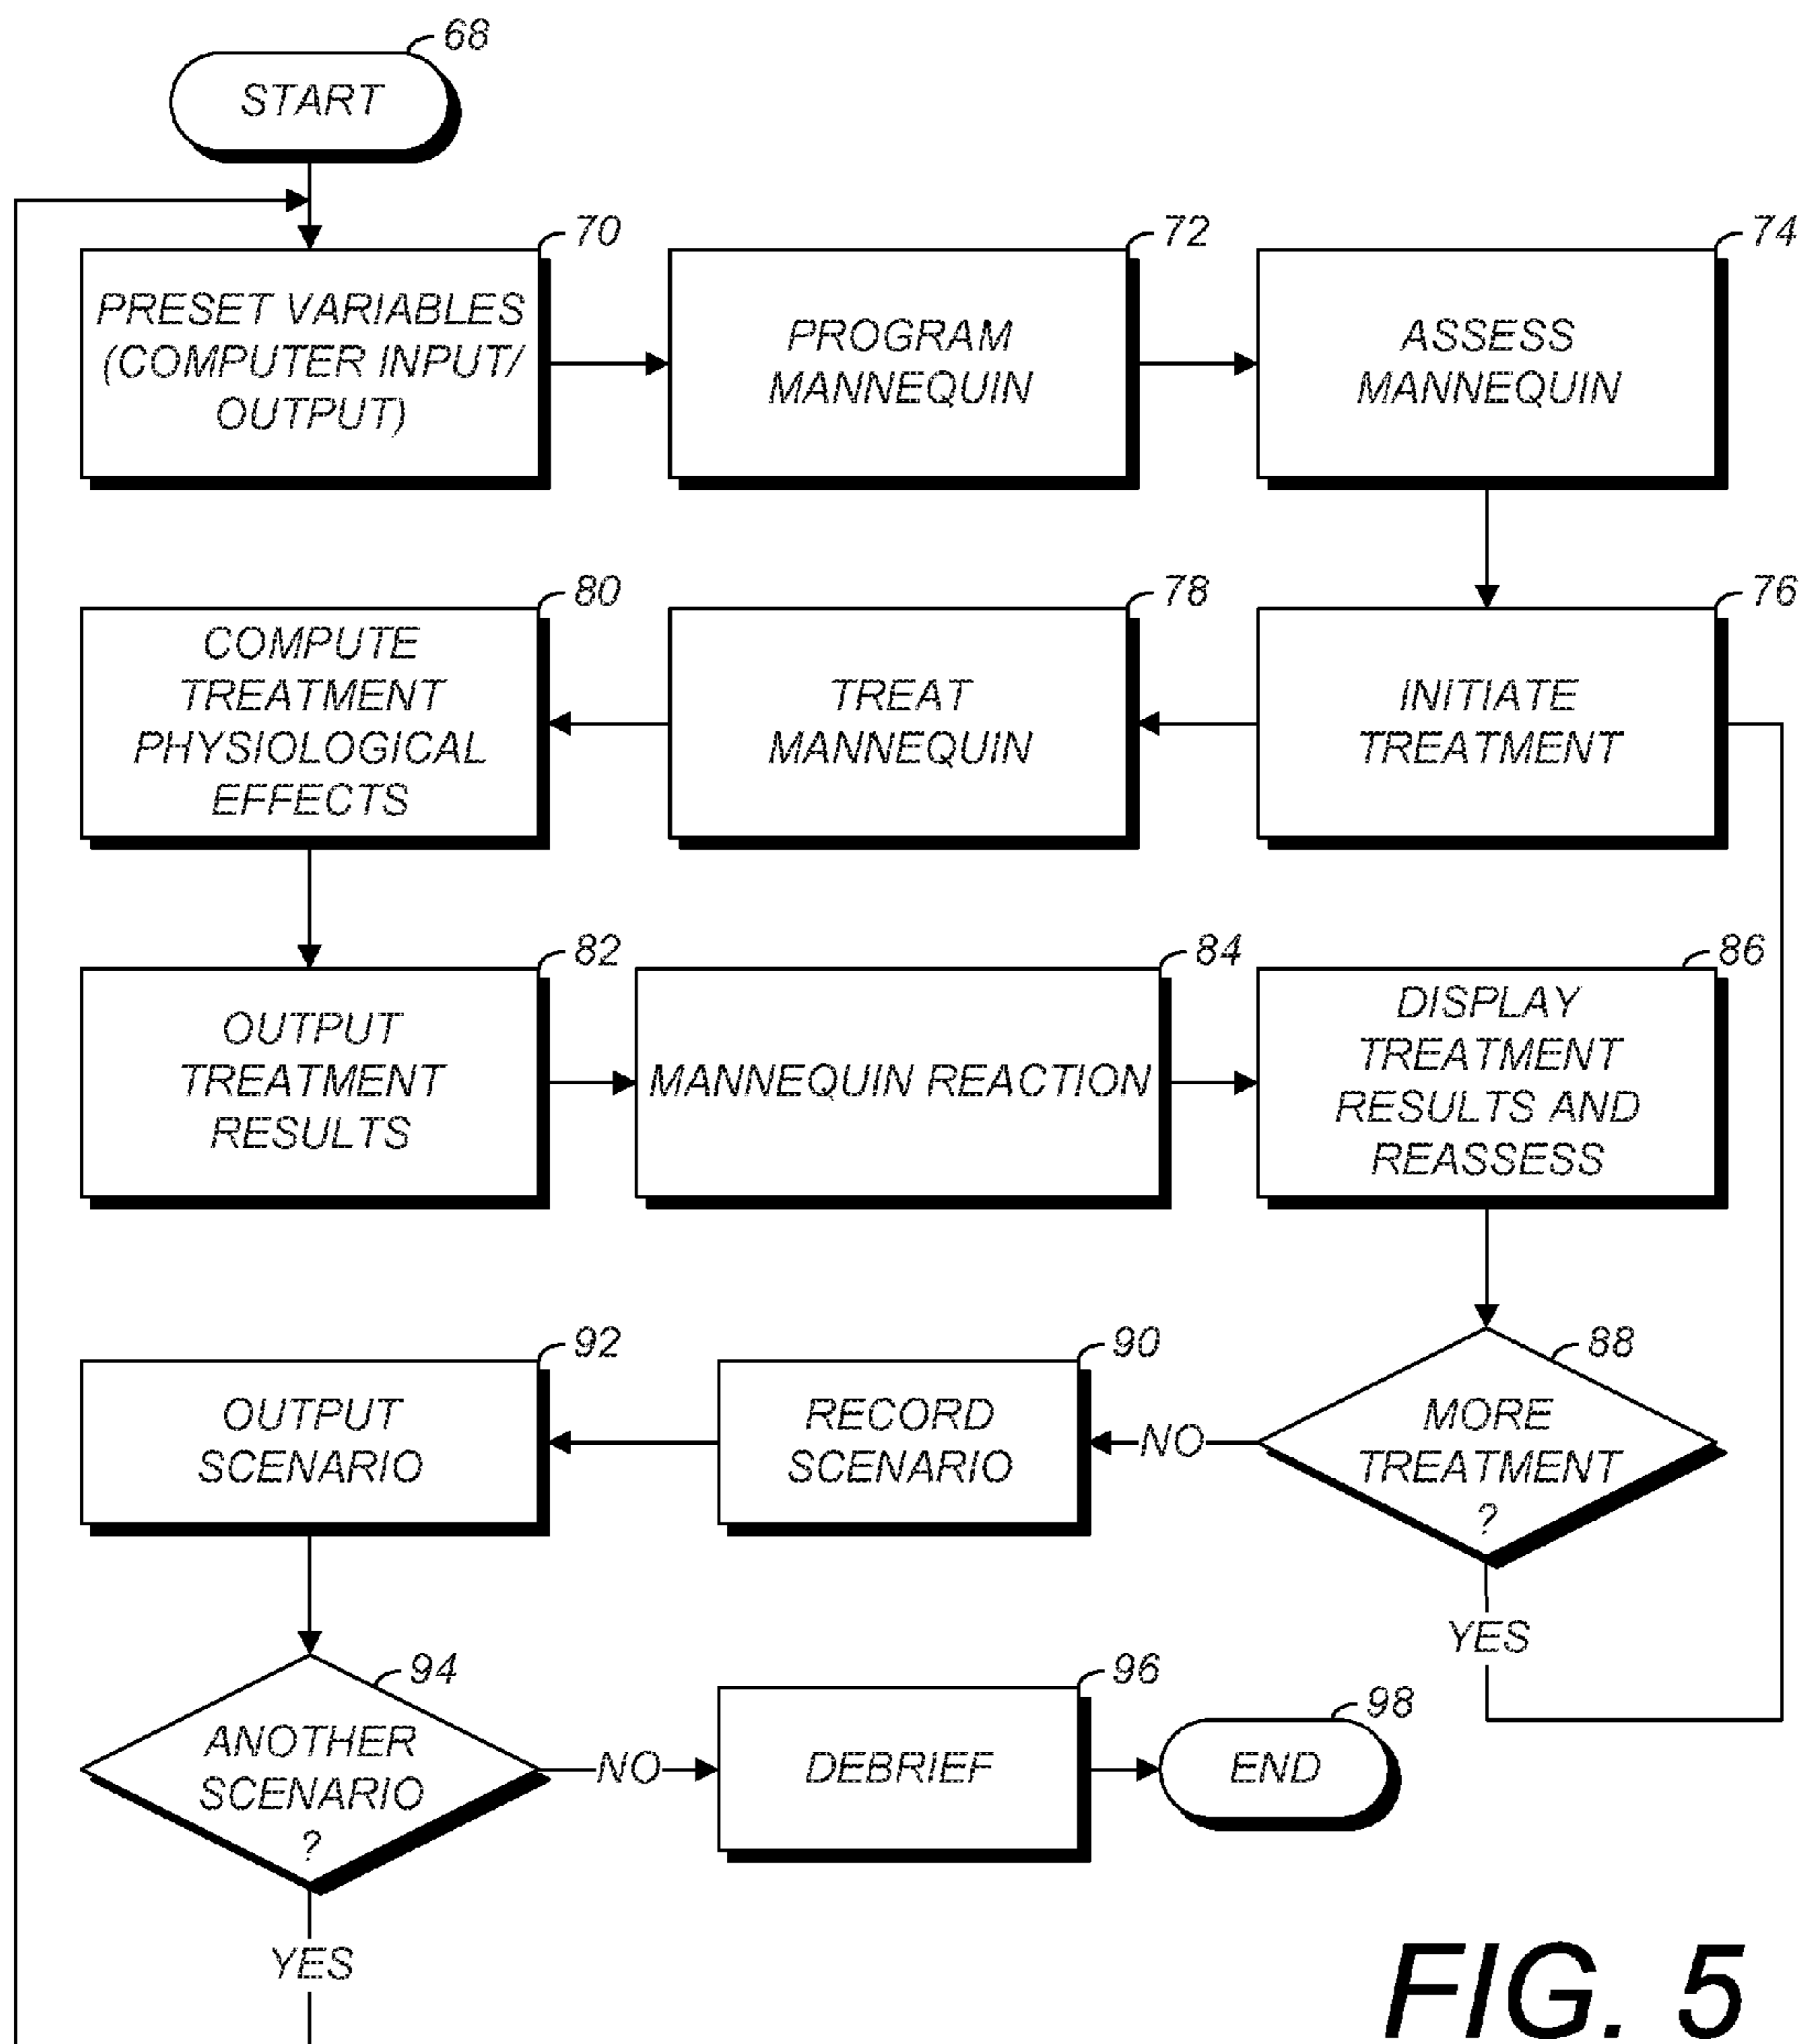 68
START
70
PRESET VARIABLES
(COMPUTER INPUT/
OUTPUT)
72
PROGRAM
MANNEQUIN
74
ASSESS
MANNEQUIN
80
COMPUTE
TREATMENT
PHYSIOLOGICAL
EFFECTS
78
TREAT
MANNEQUIN
76
INITIATE
TREATMENT
82
OUTPUT
TREATMENT
RESULTS
84
MANNEQUIN REACTION
86
DISPLAY
TREATMENT
RESULTS AND
REASSESS
92
OUTPUT
SCENARIO
90
RECORD
SCENARIO
NO
88
MORE
TREATMENT
?
YES
94
ANOTHER
SCENARIO
?
NO
96
DEBRIEF
98
END
YES
FIG. 5